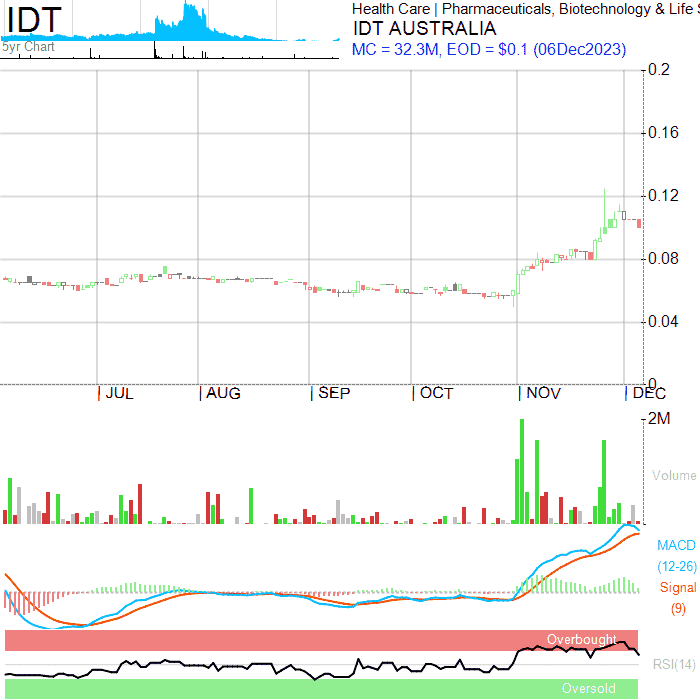 IDT
5yr Chart
Health Care | Pharmaceuticals, Biotechnology & Life
IDT AUSTRALIA
MC = 32.3M, EOD = $0.1 (06Dec2023)
0.2
0.16
0.12
0.08
0.04
0
JUL AUG SEP OCT NOV DEC
2M
Volume
MACD
(12-26)
Signal
(9)
Overbought
RSI(14)
Oversold